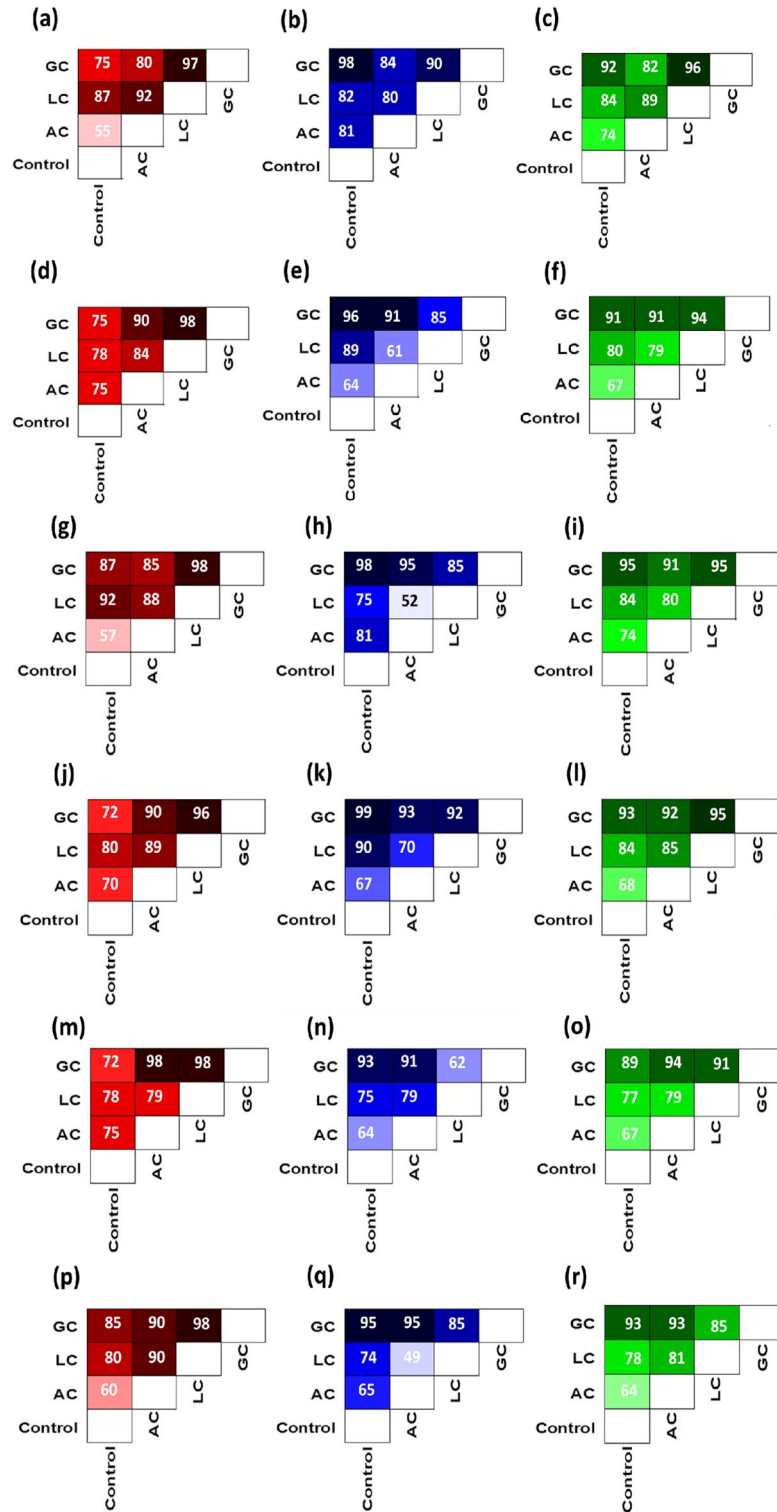 (a) (b) (c)
GC 75 80 97 GC 98 84 90 GC 92 82 96
LC 87 92 GC LC 82 80 GC LC 84 89 GC
AC 55 LC AC 81 LC AC 74 LC
Control AC Control AC Control AC
Control Control Control
(d) (e) (f)
GC 75 90 98 GC 96 91 85 GC 91 91 94
LC 78 84 GC LC 89 61 GC LC 80 79 GC
AC 75 LC AC 64 LC AC 67 LC
Control AC Control AC Control AC
Control Control Control
(g) (h) (i)
GC 87 85 98 GC 98 95 85 GC 95 91 95
LC 92 88 GC LC 75 52 GC LC 84 80 GC
AC 57 LC AC 81 LC AC 74 LC
Control AC Control AC Control AC
Control Control Control
(j) (k) (l)
GC 72 90 96 GC 99 93 92 GC 93 92 95
LC 80 89 GC LC 90 70 GC LC 84 85 GC
AC 70 LC AC 67 LC AC 68 LC
Control AC Control AC Control AC
Control Control Control
(m) (n) (o)
GC 72 98 98 GC 93 91 62 GC 89 94 91
LC 78 79 GC LC 75 79 GC LC 77 79 GC
AC 75 LC AC 64 LC AC 67 LC
Control AC Control AC Control AC
Control Control Control
(p) (q) (r)
GC 85 90 98 GC 95 95 85 GC 93 93 85
LC 80 90 GC LC 74 49 GC LC 78 81 GC
AC 60 LC AC 65 LC AC 64 LC
Control AC Control AC Control AC
Control Control Control